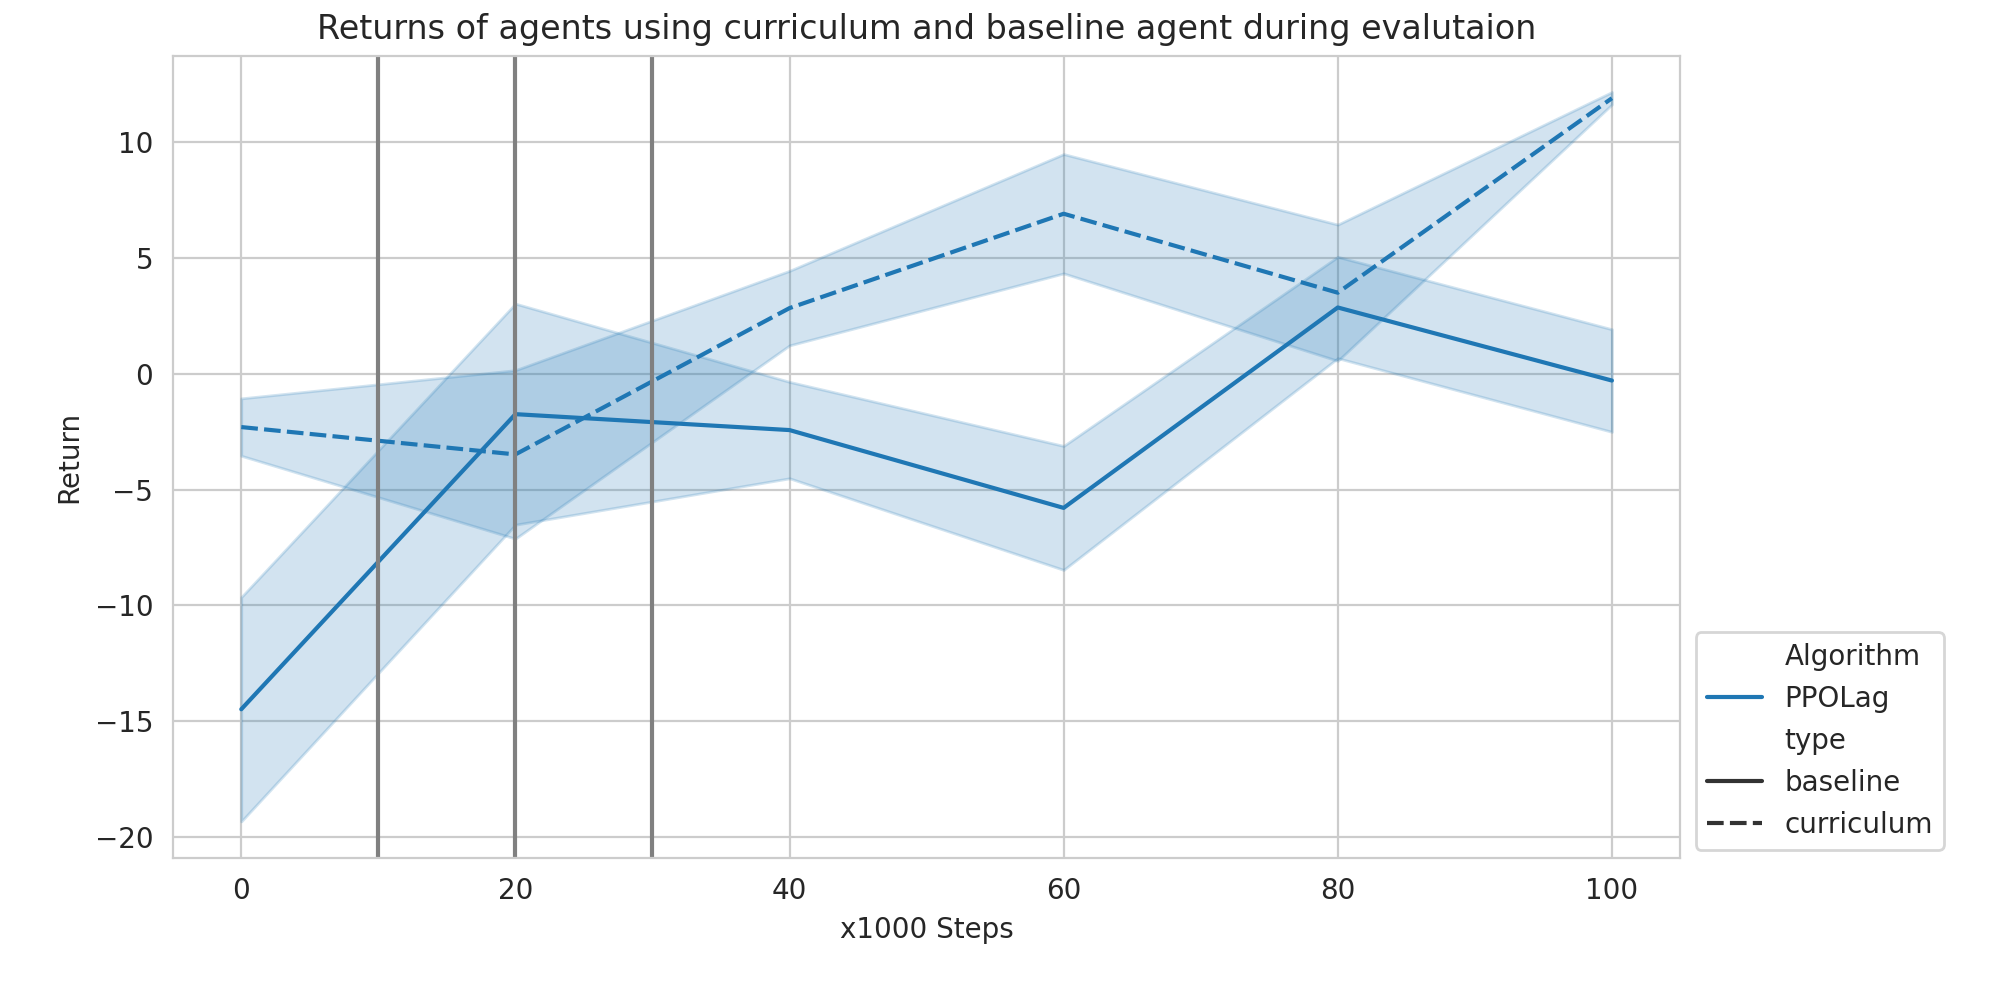 Returns of agents using curriculum and baseline agent during evalutaion
10
5
0
−5
−10
−15
−20
Return
0 20 40 60 80 100
x1000 Steps
Algorithm
PPOLag
type
baseline
curriculum